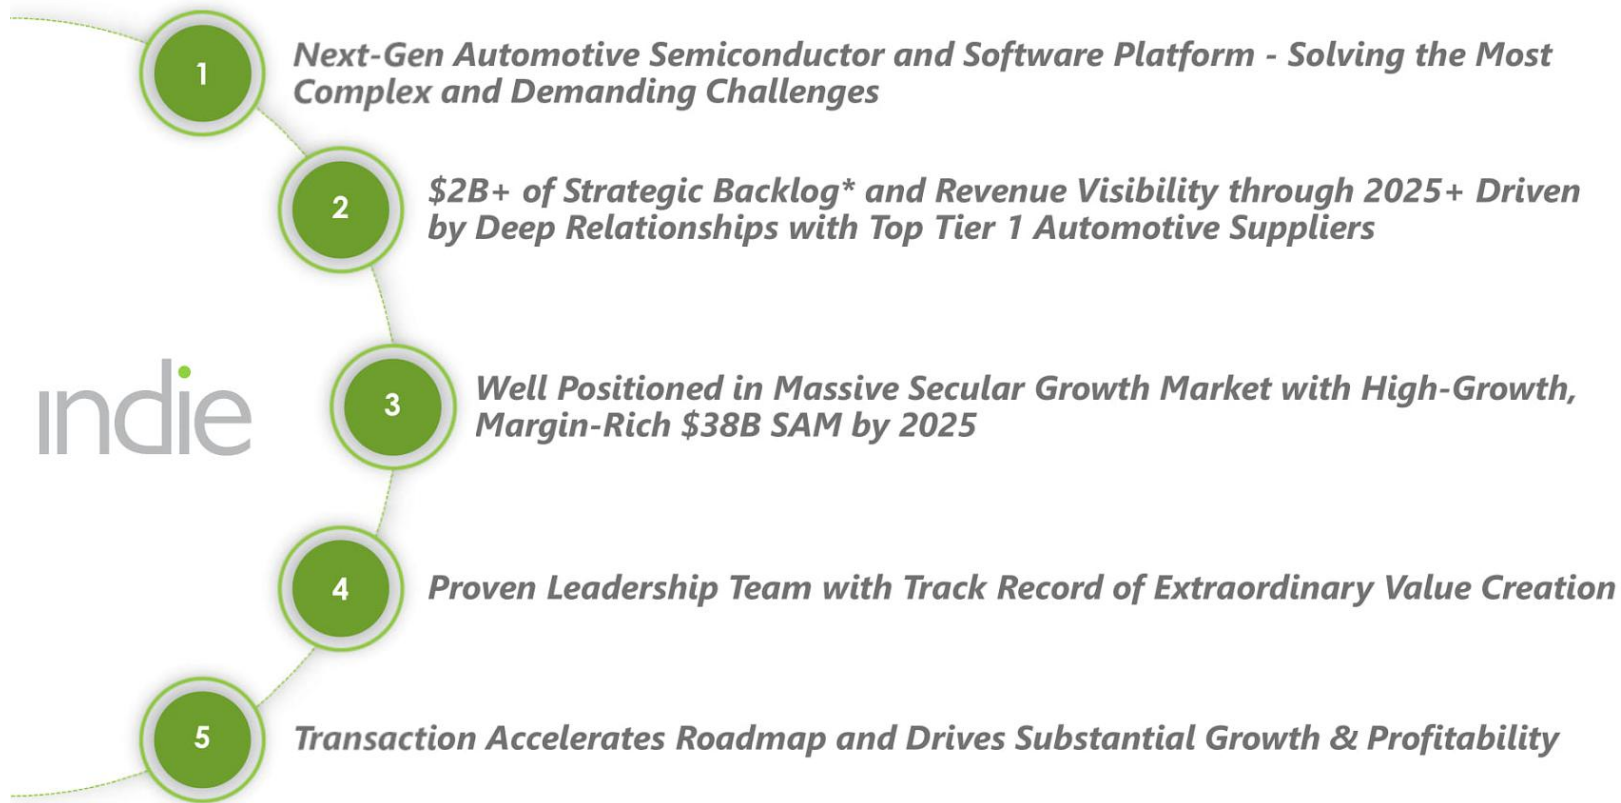 1
Next-Gen Automotive Semiconductor and Software Platform - Solving the Most
Complex and Demanding Challenges
2
$2B+ of Strategic Backlog* and Revenue Visibility through 2025+ Driven
by Deep Relationships with Top Tier 1 Automotive Suppliers
indie
3
Well Positioned in Massive Secular Growth Market with High-Growth,
Margin-Rich $38B SAM by 2025
4
Proven Leadership Team with Track Record of Extraordinary Value Creation
5
Transaction Accelerates Roadmap and Drives Substantial Growth & Profitability